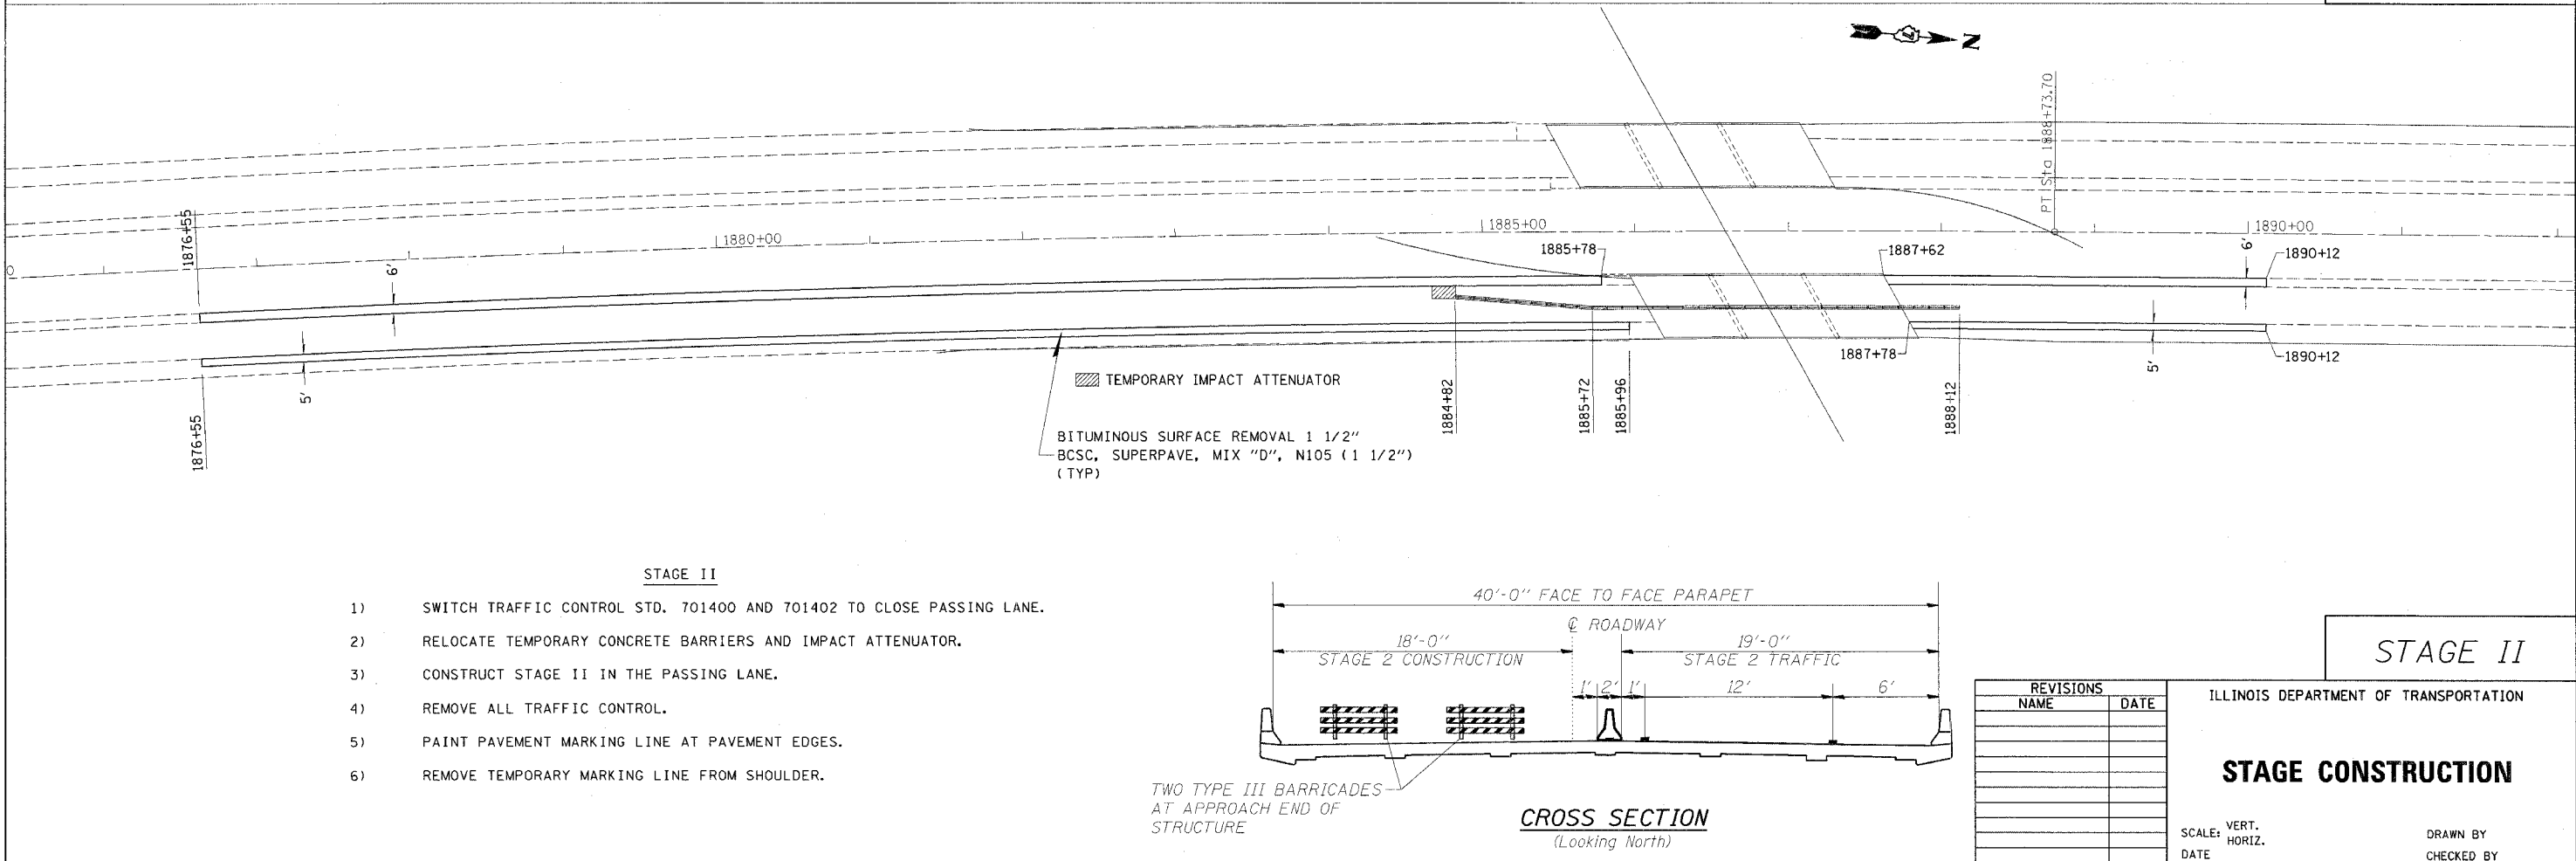 N
PT Sta 1888+73.70
1876+55
6'
1880+00
1885+00
1885+78
1887+62
1890+00
6'
1890+12
0
5'
1876+55
TEMPORARY IMPACT ATTENUATOR
BITUMINOUS SURFACE REMOVAL 1 1/2"
BCSC, SUPERPAVE, MIX "D", N105 (1 1/2")
(TYP)
1884+82
1885+72
1885+96
1887+78
1888+12
5'
1890+12
STAGE II
1) SWITCH TRAFFIC CONTROL STD. 701400 AND 701402 TO CLOSE PASSING LANE.
2) RELOCATE TEMPORARY CONCRETE BARRIERS AND IMPACT ATTENUATOR.
3) CONSTRUCT STAGE II IN THE PASSING LANE.
4) REMOVE ALL TRAFFIC CONTROL.
5) PAINT PAVEMENT MARKING LINE AT PAVEMENT EDGES.
6) REMOVE TEMPORARY MARKING LINE FROM SHOULDER.
40'-0" FACE TO FACE PARAPET
℄ ROADWAY
18'-0"
STAGE 2 CONSTRUCTION
19'-0"
STAGE 2 TRAFFIC
1' 2' 1' 12' 6'
TWO TYPE III BARRICADES
AT APPROACH END OF
STRUCTURE
CROSS SECTION
(Looking North)
STAGE II
REVISIONS
NAME DATE
ILLINOIS DEPARTMENT OF TRANSPORTATION
STAGE CONSTRUCTION
SCALE: VERT.
HORIZ.
DATE
DRAWN BY
CHECKED BY